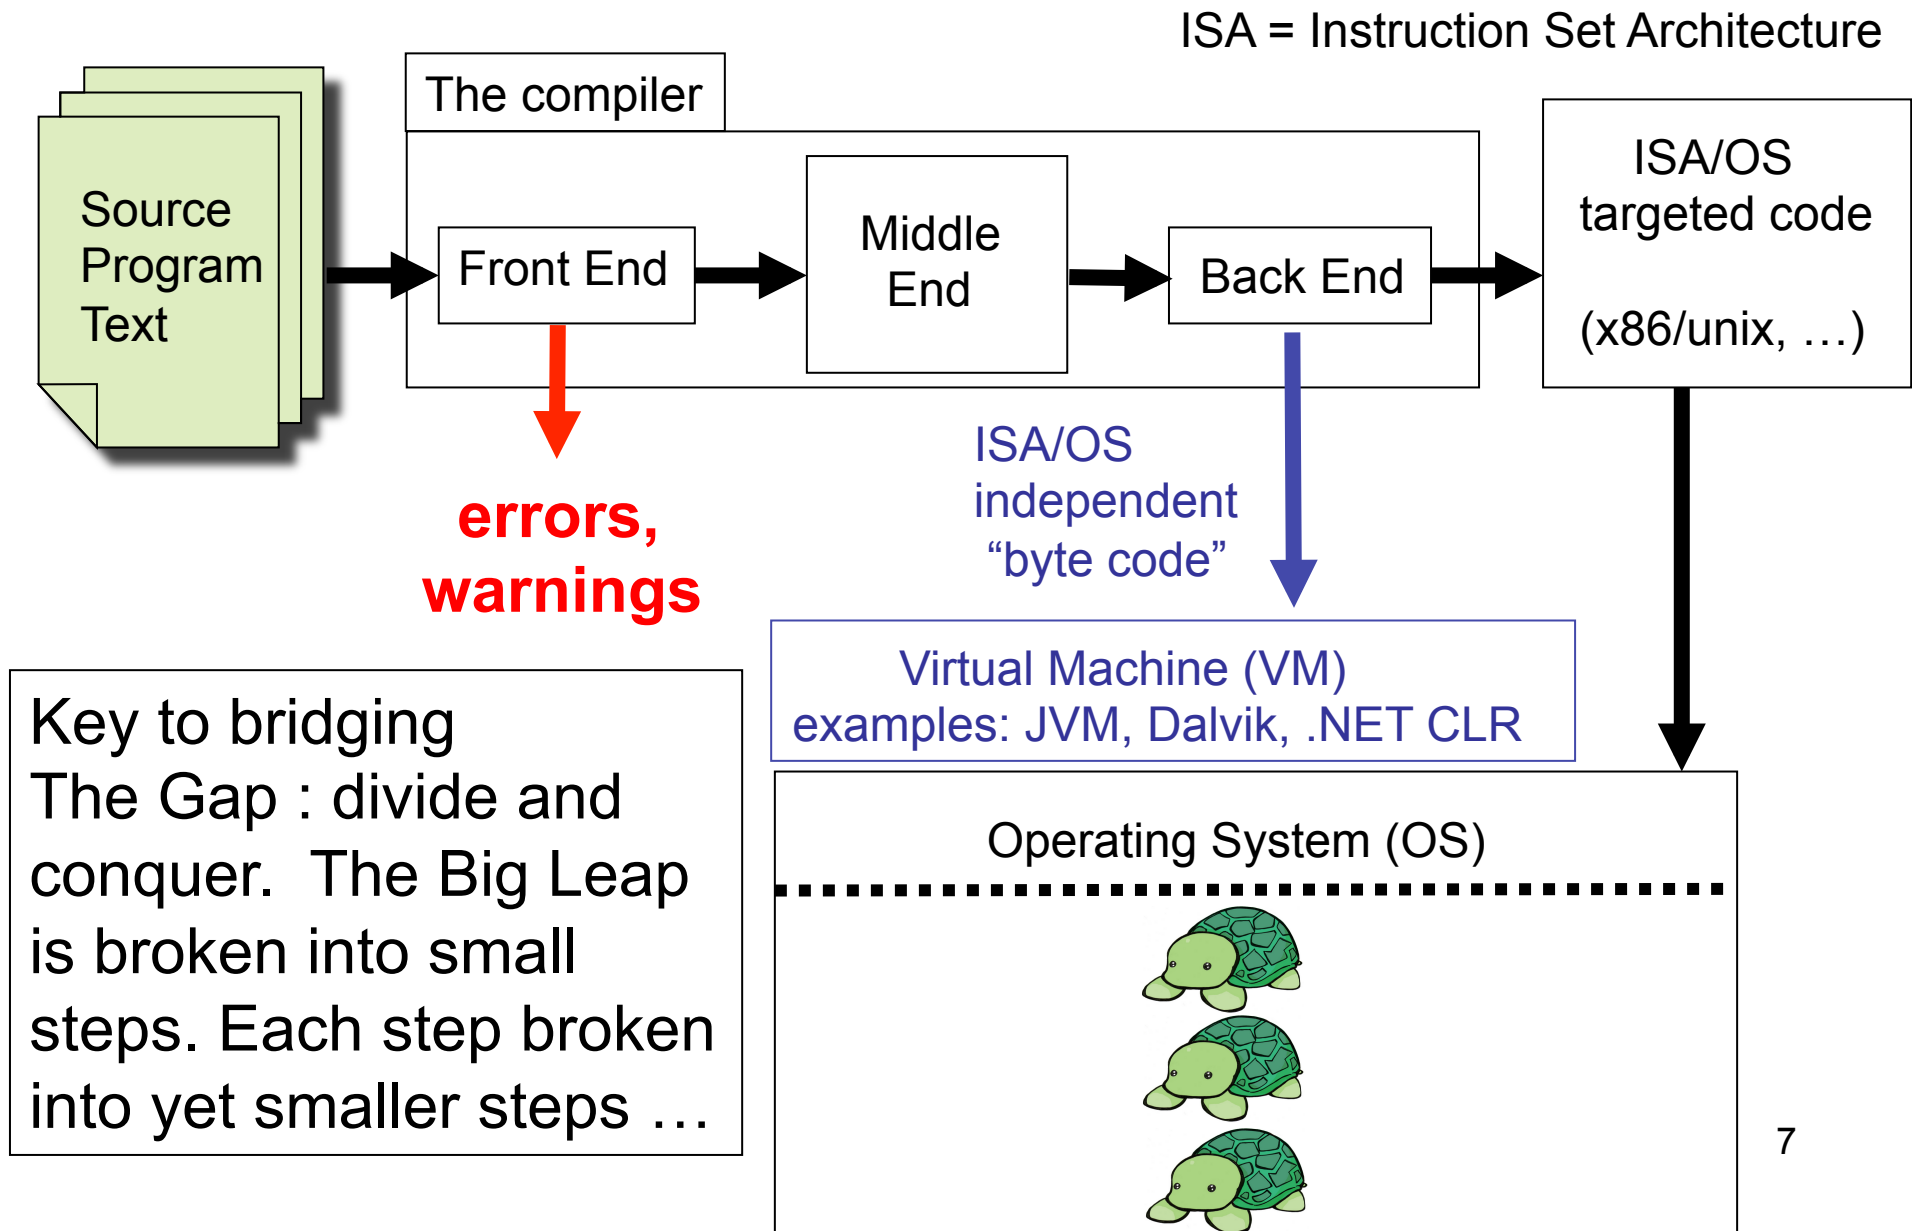 ISA = Instruction Set Architecture
The compiler
Source
Program
Text
Front End
Middle
End
Back End
ISA/OS
targeted code
(x86/unix, …)
errors,
warnings
ISA/OS
independent
“byte code”
Virtual Machine (VM)
examples: JVM, Dalvik, .NET CLR
Key to bridging
The Gap : divide and
conquer.  The Big Leap
is broken into small
steps. Each step broken
into yet smaller steps …
Operating System (OS)
7